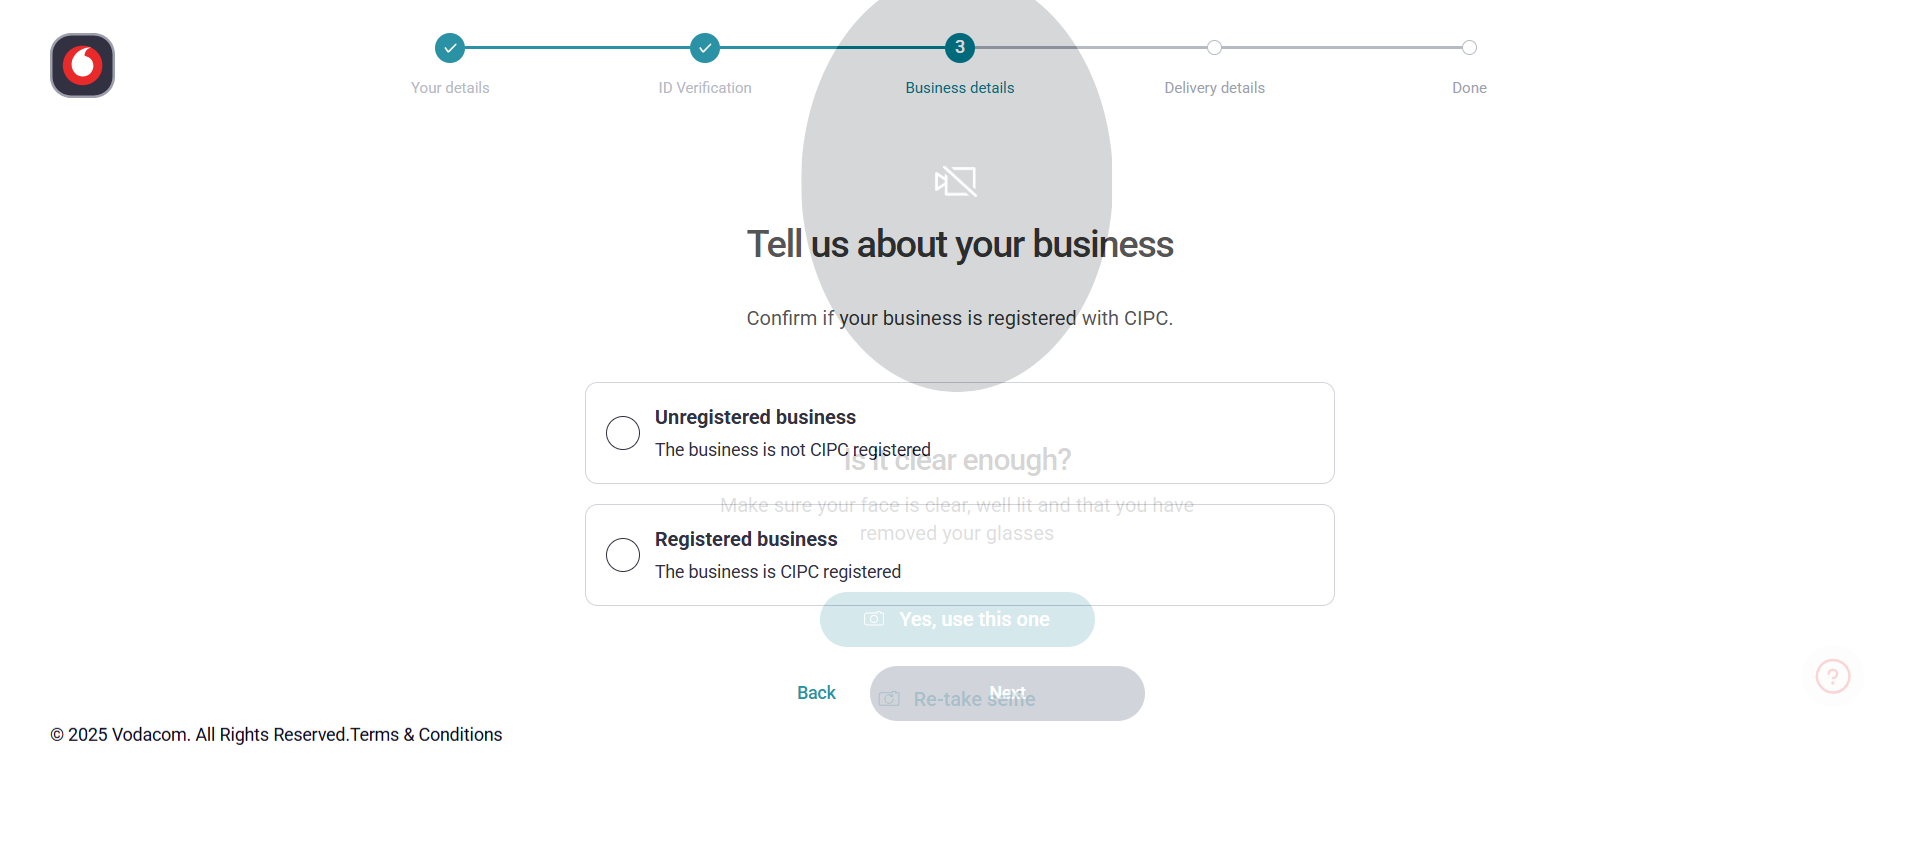 3
Your details
ID Verification
Business details
Delivery details
Done
Tell us about your business
Confirm if your business is registered with CIPC.
Unregistered business
The business is not CIPC registered
Is it clear enough?
Make sure your face is clear, well lit and that you have
removed your glasses
Registered business
The business is CIPC registered
Yes, use this one
Back
Next
Re-take selfie
?
© 2025 Vodacom. All Rights Reserved.Terms & Conditions